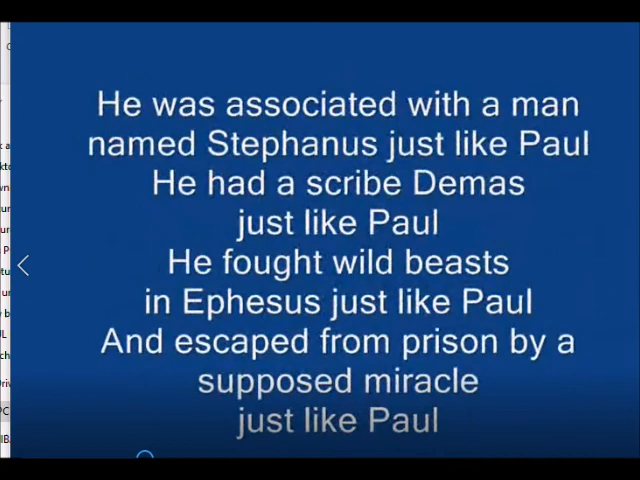 He was associated with a man
named Stephanus just like Paul
He had a scribe Demas
just like Paul
He fought wild beasts
in Ephesus just like Paul
And escaped from prison by a
supposed miracle
just like Paul